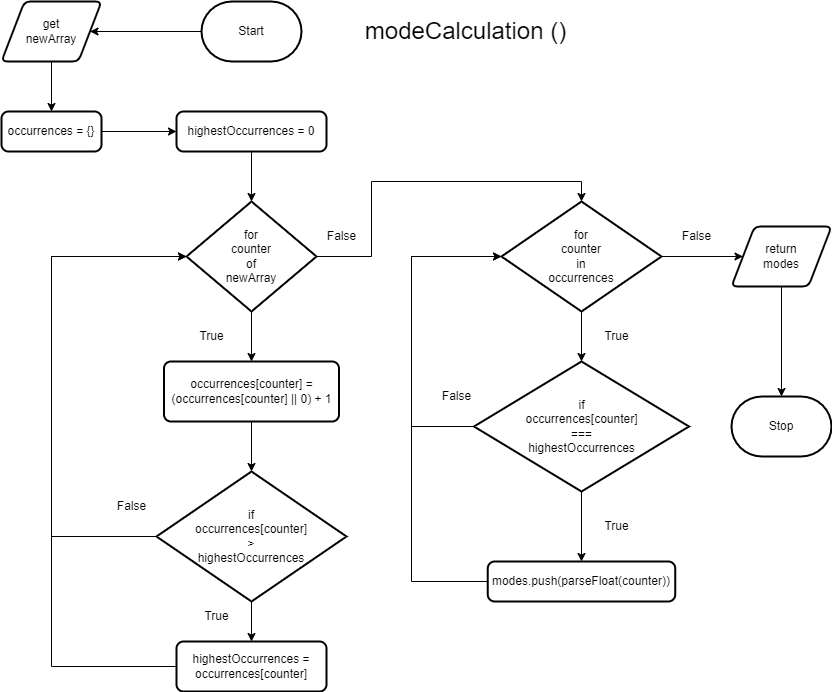 modeCalculation ()
Start
get
newArray
occurrences = {}
highestOccurrences = 0
for
counter
of
newArray
False
True
occurrences[counter] =
(occurrences[counter] || 0) + 1
if
occurrences[counter]
>
highestOccurrences
False
True
highestOccurrences =
occurrences[counter]
for
counter
in
occurrences
False
True
if
occurrences[counter]
===
highestOccurrences
False
True
modes.push(parseFloat(counter))
return
modes
Stop